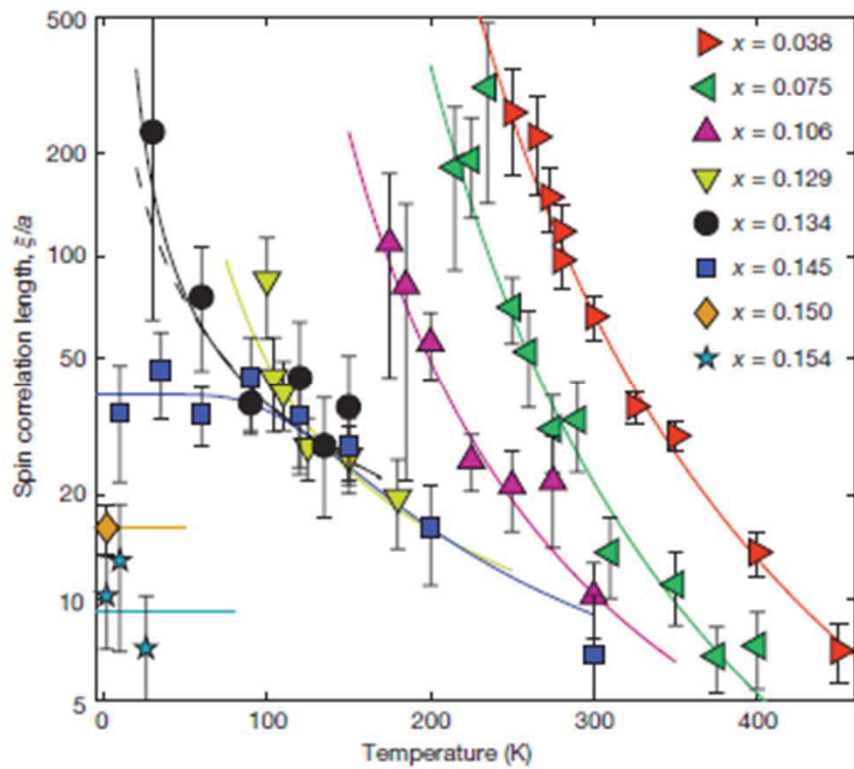 500
200
100
50
20
10
5
Spin correlation length, ξ/a
0
100
200
300
400
Temperature (K)
x = 0.038
x = 0.075
x = 0.106
x = 0.129
x = 0.134
x = 0.145
x = 0.150
x = 0.154